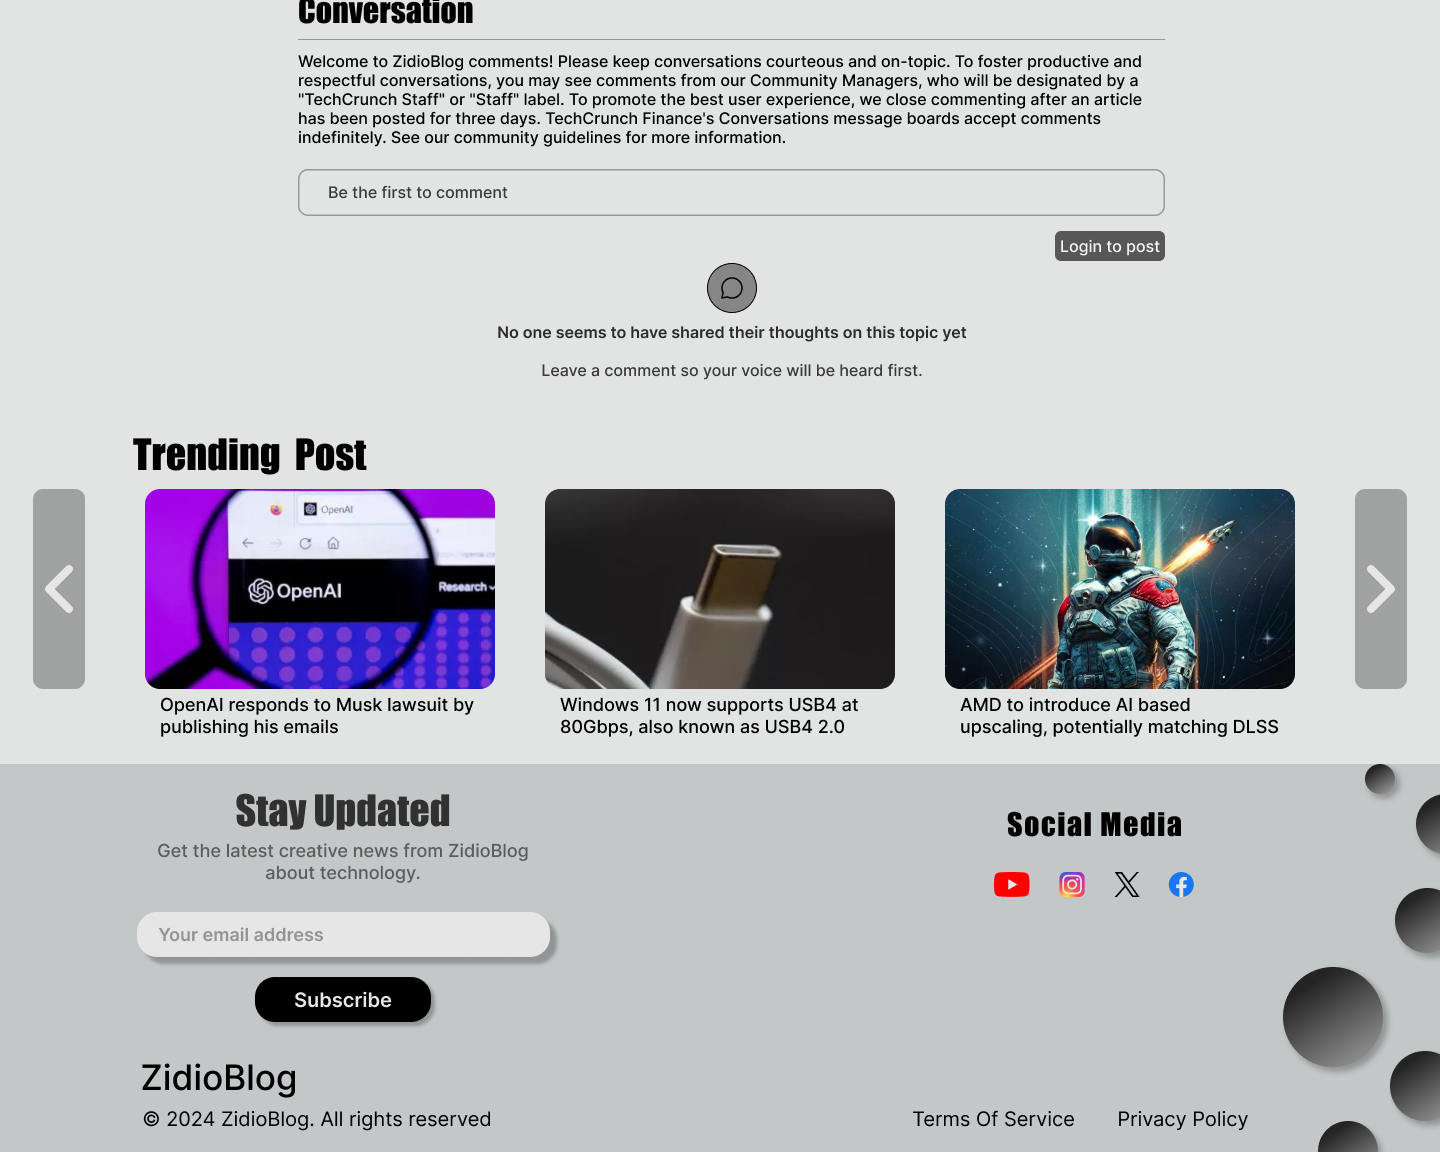 Conversation
Welcome to ZidioBlog comments! Please keep conversations courteous and on-topic. To foster productive and
respectful conversations, you may see comments from our Community Managers, who will be designated by a
"TechCrunch Staff" or "Staff" label. To promote the best user experience, we close commenting after an article
has been posted for three days. TechCrunch Finance's Conversations message boards accept comments
indefinitely. See our community guidelines for more information.
Be the first to comment
Login to post
No one seems to have shared their thoughts on this topic yet
Leave a comment so your voice will be heard first.
Trending Post
OpenAI
OpenAI
Research
OpenAI responds to Musk lawsuit by
publishing his emails
Windows 11 now supports USB4 at
80Gbps, also known as USB4 2.0
AMD to introduce AI based
upscaling, potentially matching DLSS
Stay Updated
Get the latest creative news from ZidioBlog
about technology.
Your email address
Subscribe
Social Media
ZidioBlog
© 2024 ZidioBlog. All rights reserved
Terms Of Service
Privacy Policy